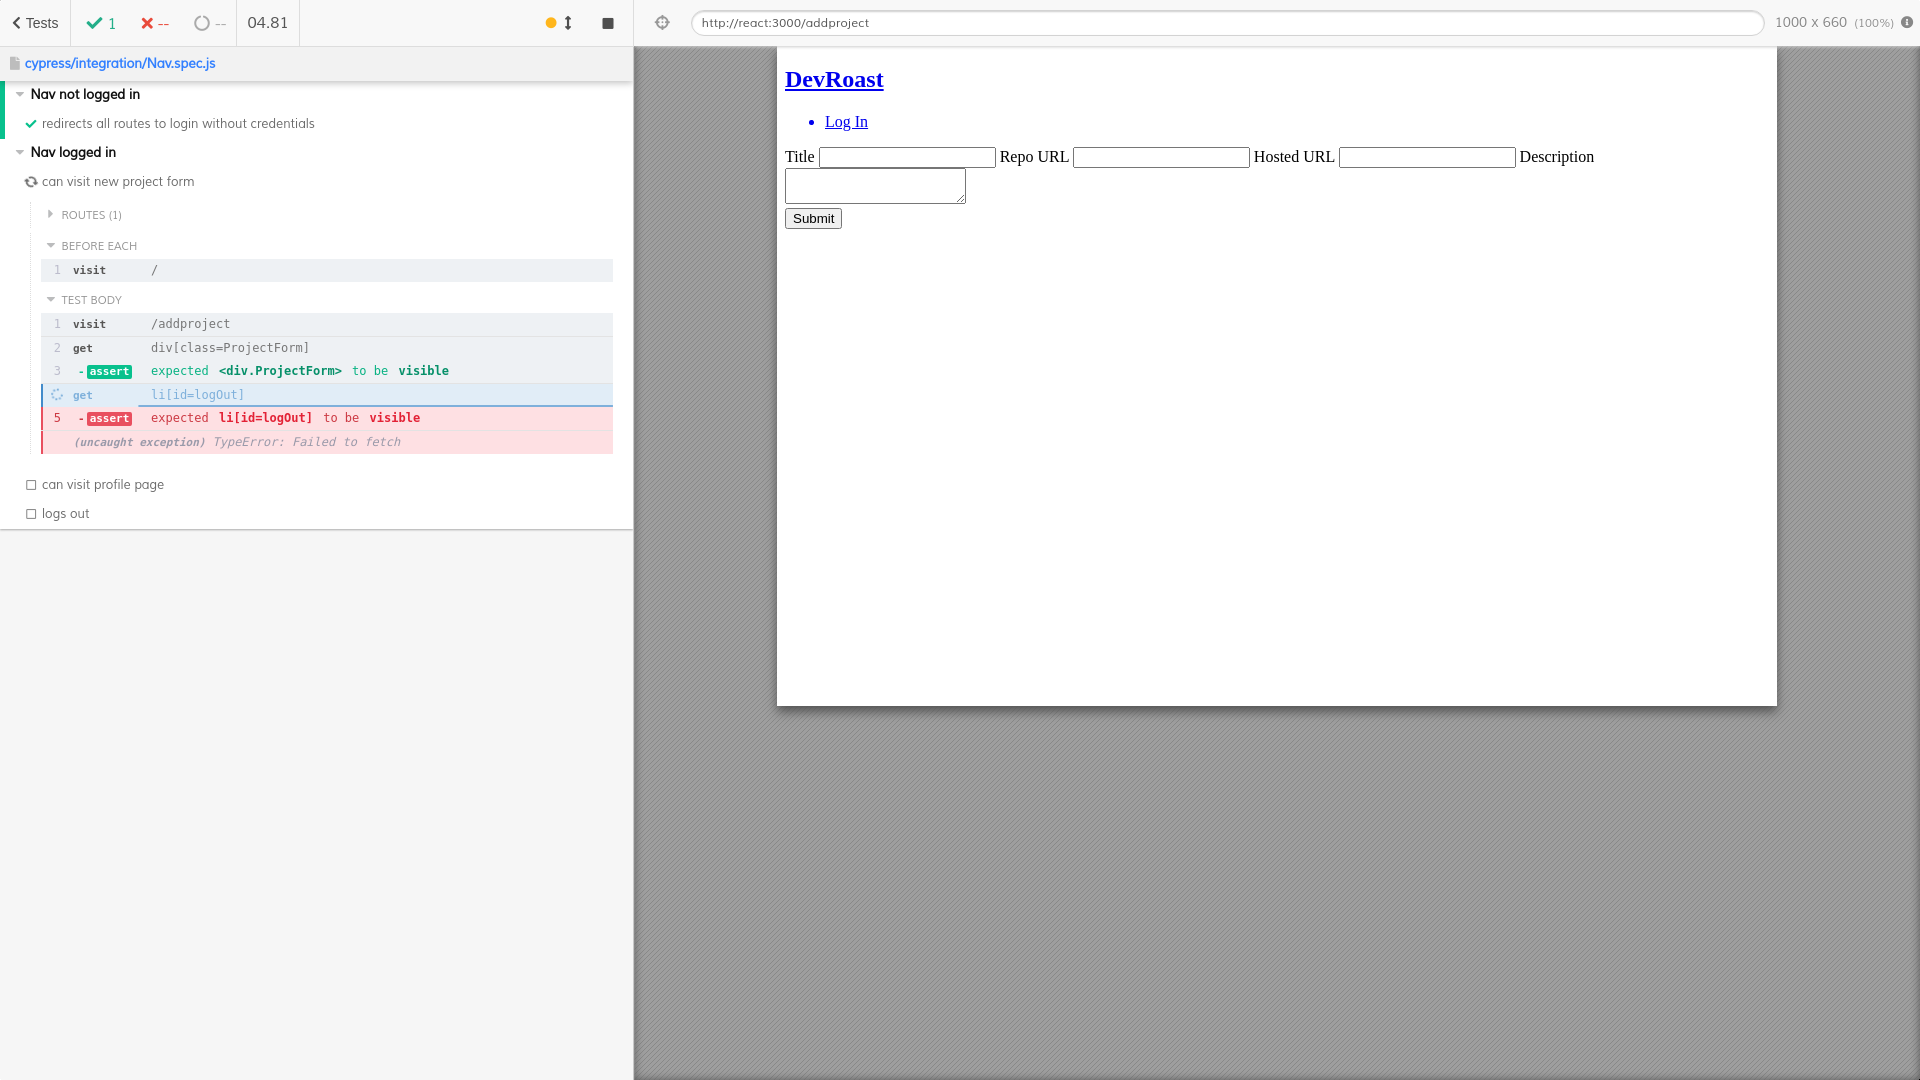 Tests 1 -- -- 04.81
cypress/integration/Nav.spec.js
Nav not logged in
redirects all routes to login without credentials
Nav logged in
can visit new project form
ROUTES (1)
BEFORE EACH
1 visit /
TEST BODY
1 visit /addproject
2 get div[class=ProjectForm]
3 -assert expected <div.ProjectForm> to be visible
get li[id=logOut]
5 -assert expected li[id=logOut] to be visible
(uncaught exception) TypeError: Failed to fetch
can visit profile page
logs out
http://react:3000/addproject 1000 x 660 (100%)
DevRoast
Log In
Title Repo URL Hosted URL Description
Submit